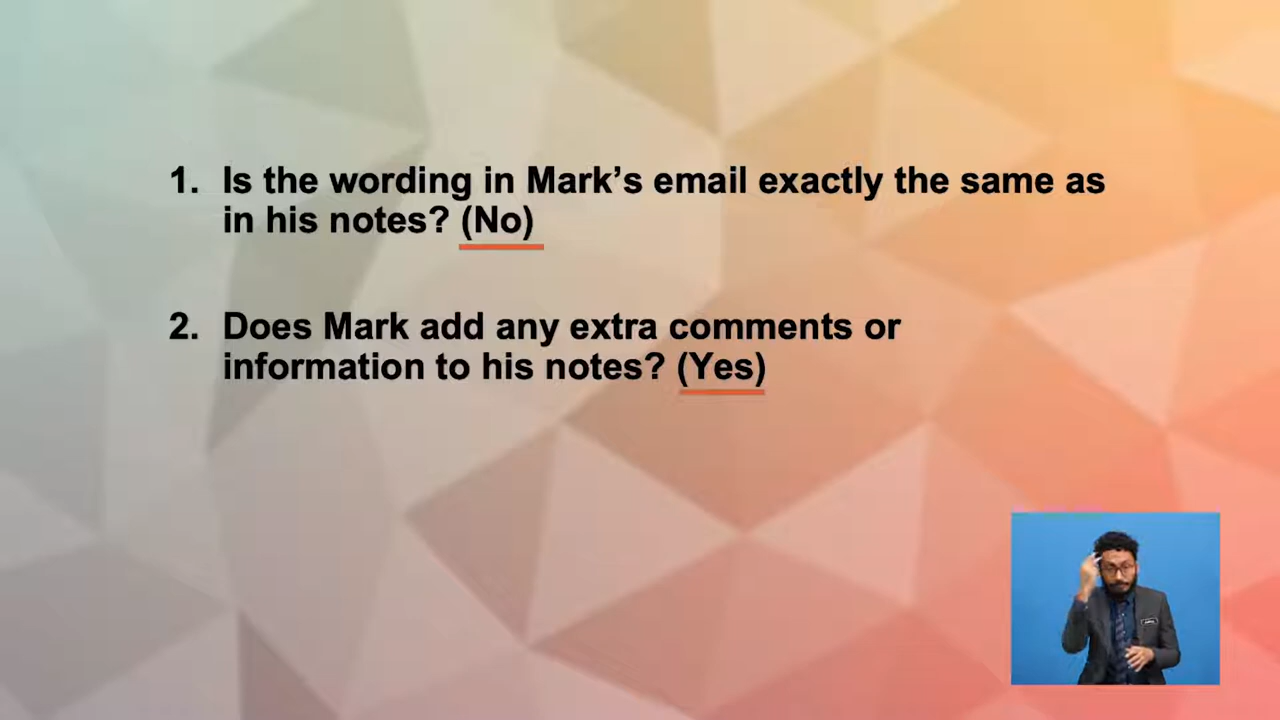 1. Is the wording in Mark’s email exactly the same as
in his notes? (No)
2. Does Mark add any extra comments or
information to his notes? (Yes)